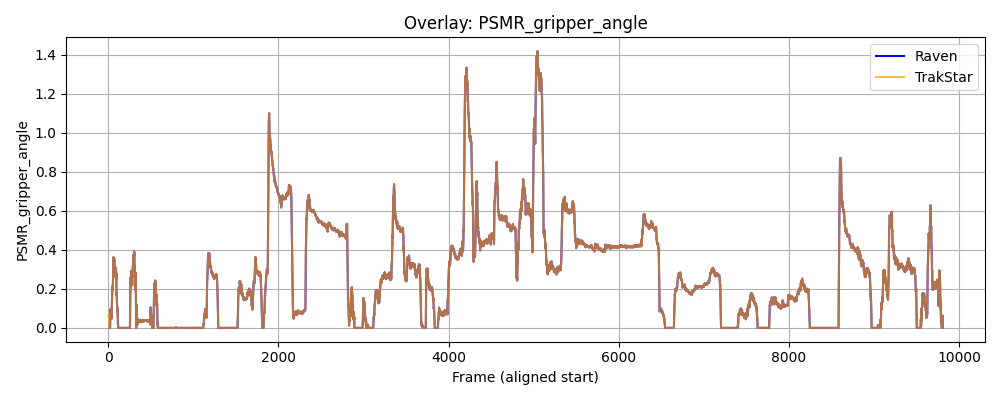 Overlay: PSMR_gripper_angle
Raven
TrakStar
PSMR_gripper_angle
1.4
1.2
1.0
0.8
0.6
0.4
0.2
0.0
0 2000 4000 6000 8000 10000
Frame (aligned start)